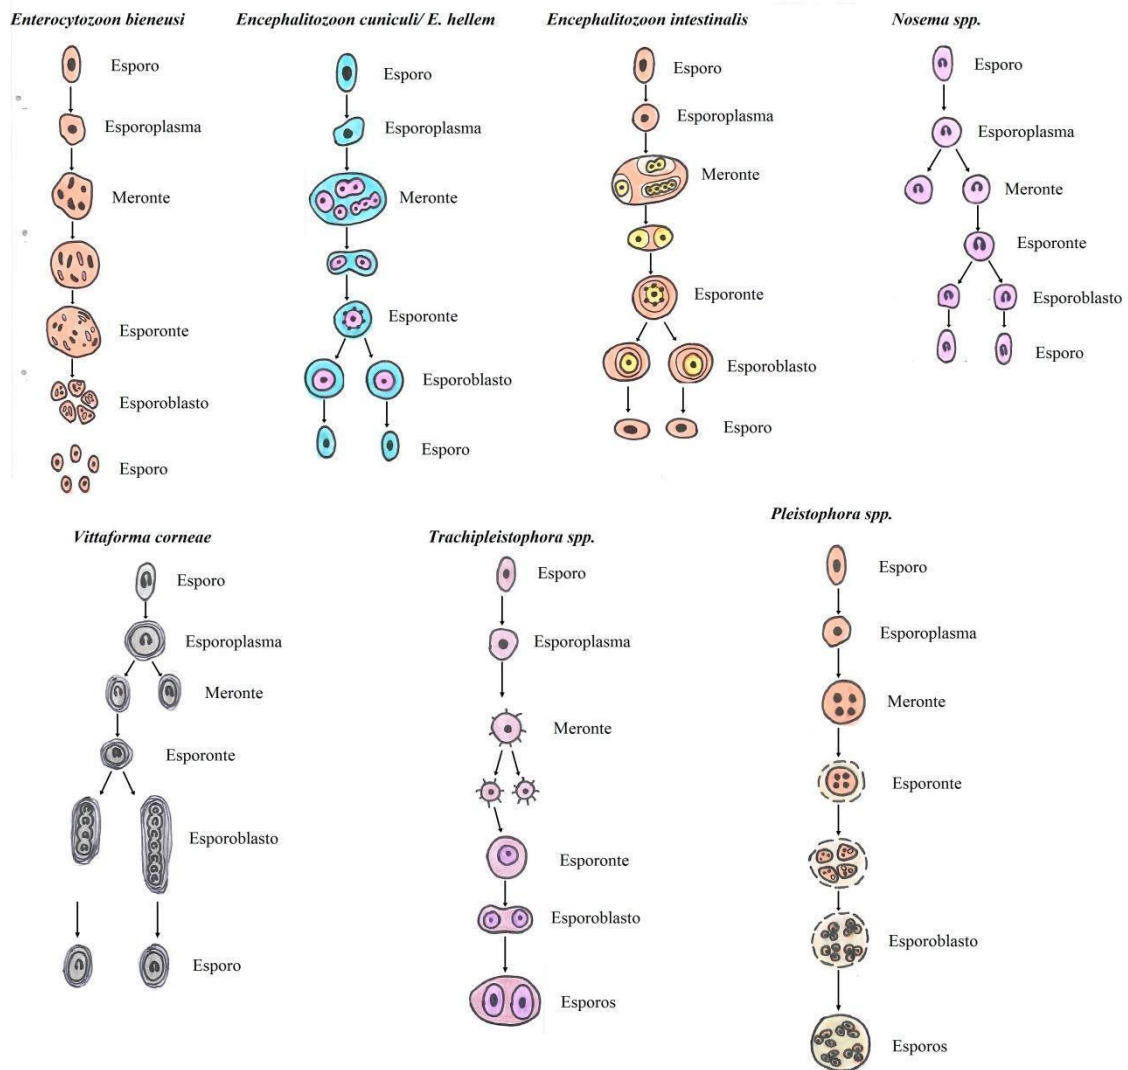 Enterocytozoon bieneusi
Esporo
Esporoplasma
Meronte
Esporonte
Esporoblasto
Esporo
Encephalitozoon cuniculi/ E. hellem
Esporo
Esporoplasma
Meronte
Esporonte
Esporoblasto
Esporo
Encephalitozoon intestinalis
Esporo
Esporoplasma
Meronte
Esporonte
Esporoblasto
Esporo
Nosema spp.
Esporo
Esporoplasma
Meronte
Esporonte
Esporoblasto
Esporo
Vittaforma corneae
Esporo
Esporoplasma
Meronte
Esporonte
Esporoblasto
Esporo
Trachipleistophora spp.
Esporo
Esporoplasma
Meronte
Esporonte
Esporoblasto
Esporos
Pleistophora spp.
Esporo
Esporoplasma
Meronte
Esporonte
Esporoblasto
Esporos